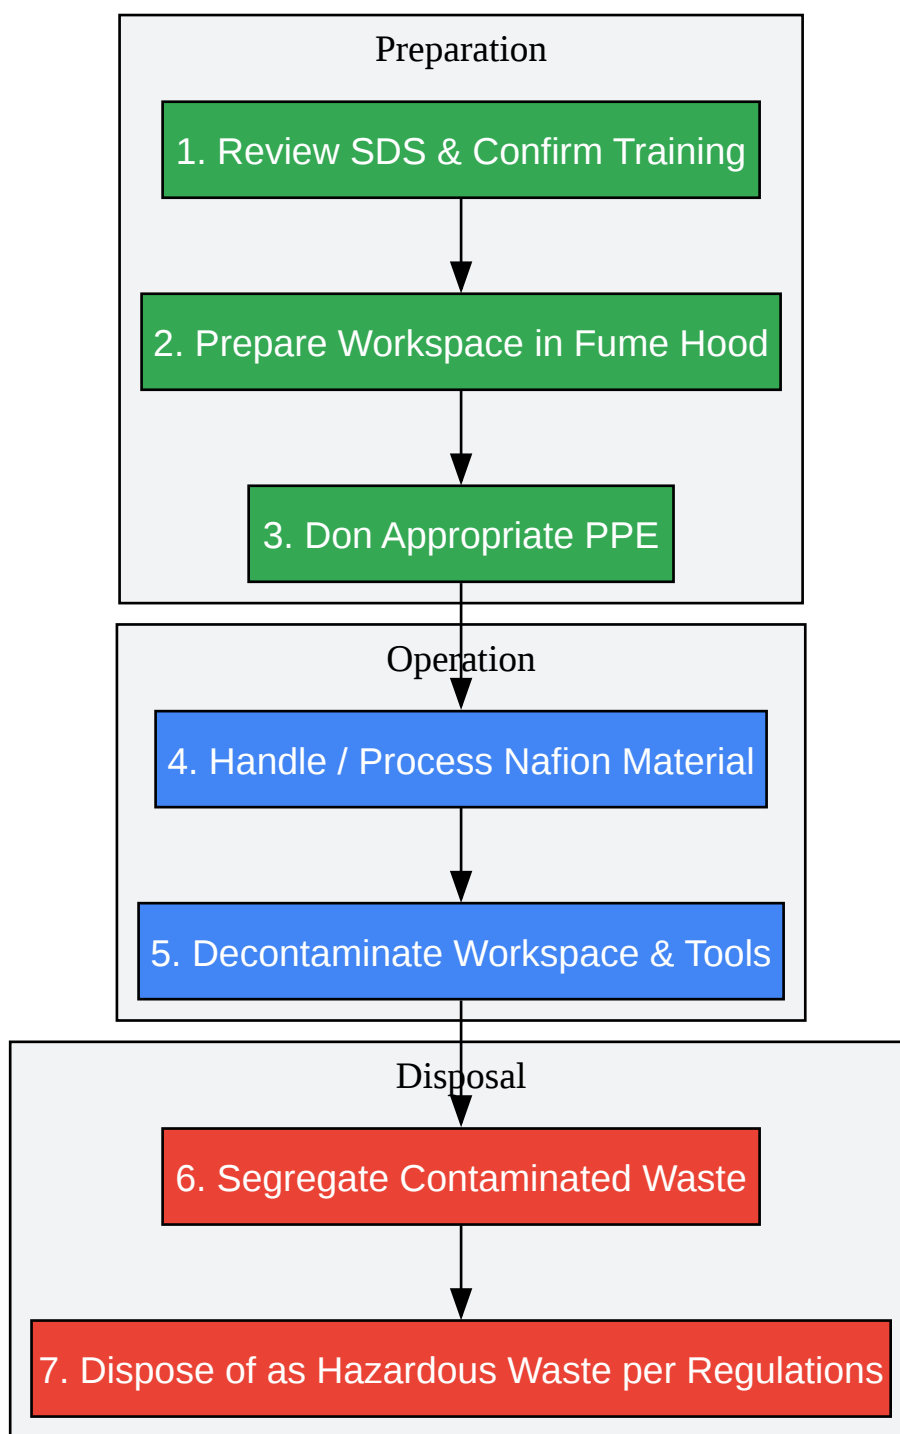 Preparation
1. Review SDS & Confirm Training
2. Prepare Workspace in Fume Hood
3. Don Appropriate PPE
Operation
4. Handle / Process Nafion Material
5. Decontaminate Workspace & Tools
Disposal
6. Segregate Contaminated Waste
7. Dispose of as Hazardous Waste per Regulations